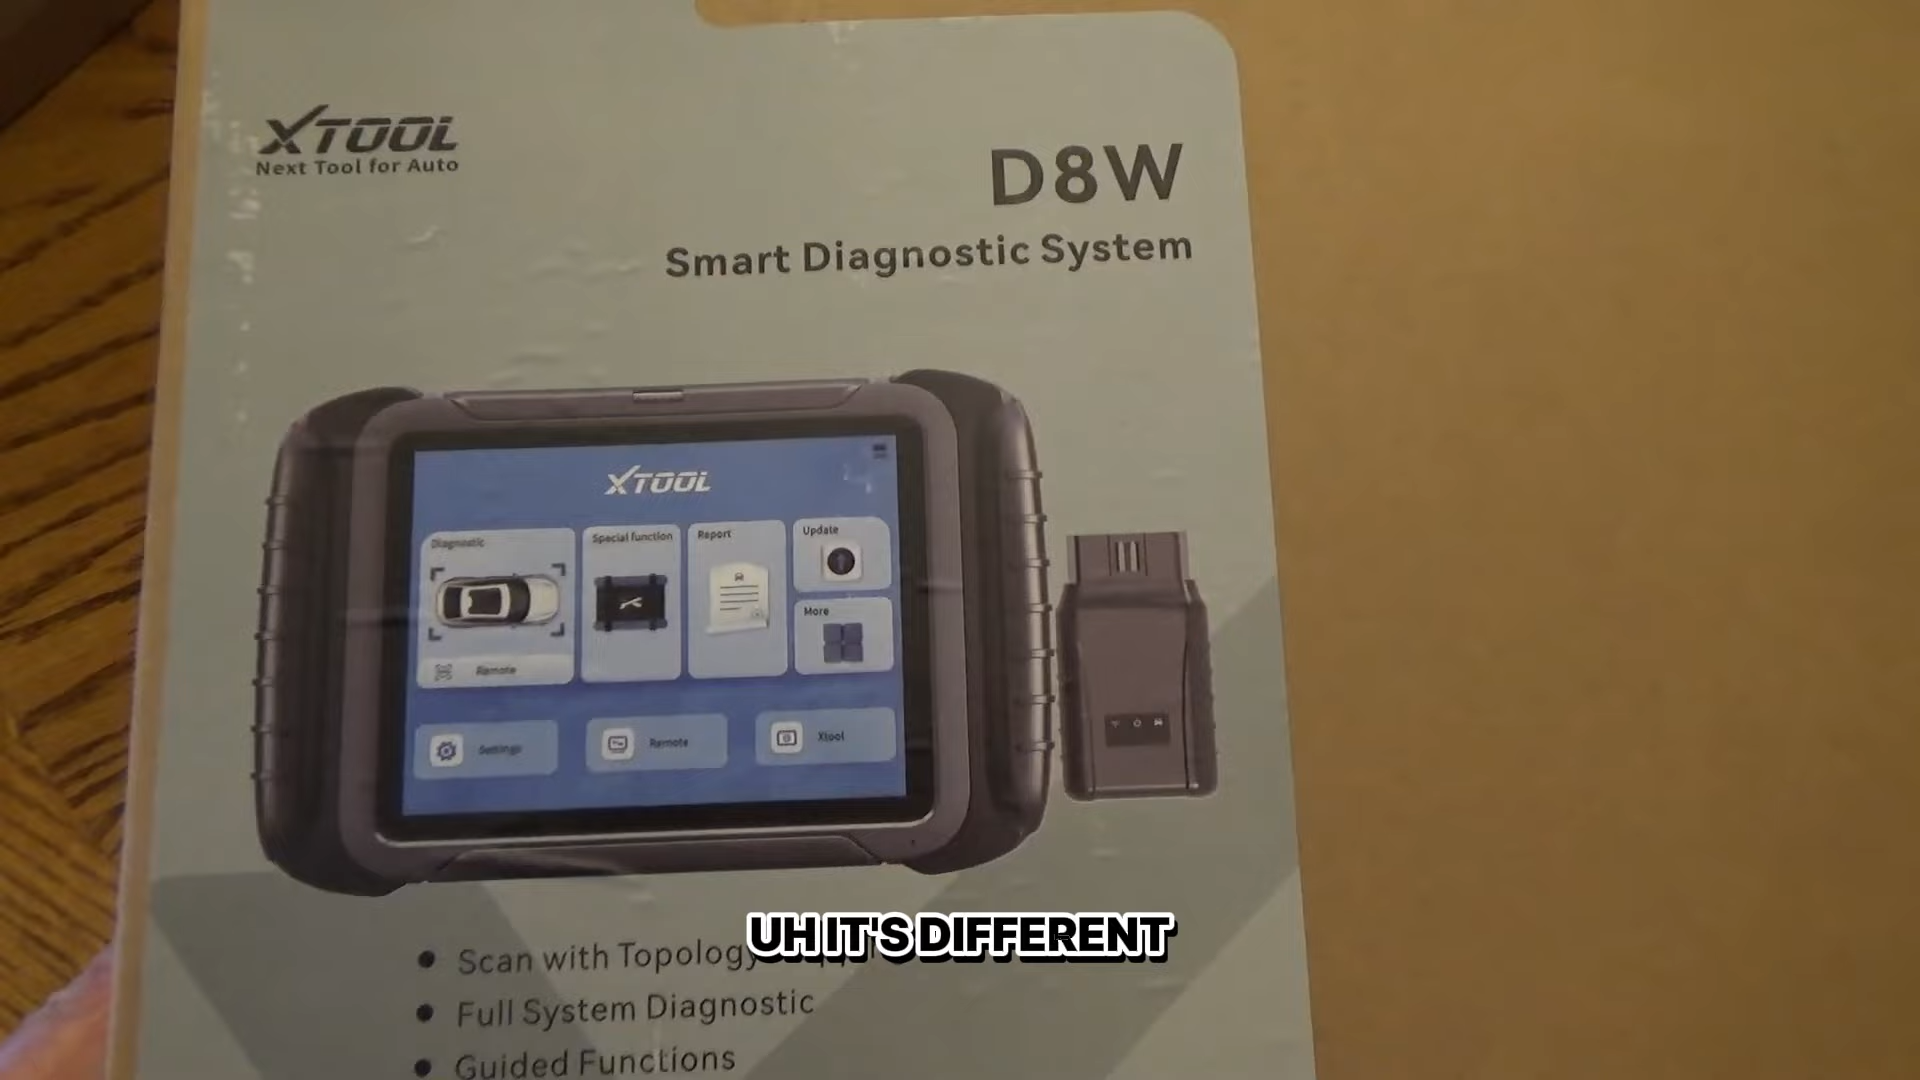 XTOOL
Next Tool for Auto
D8W
Smart Diagnostic System
XTOOL
Diagnostic
Special function
Report
Update
More
Remote
Settings
Remote
Xtool
UH IT'S DIFFERENT
Scan with Topology
Full System Diagnostic
Guided Functions